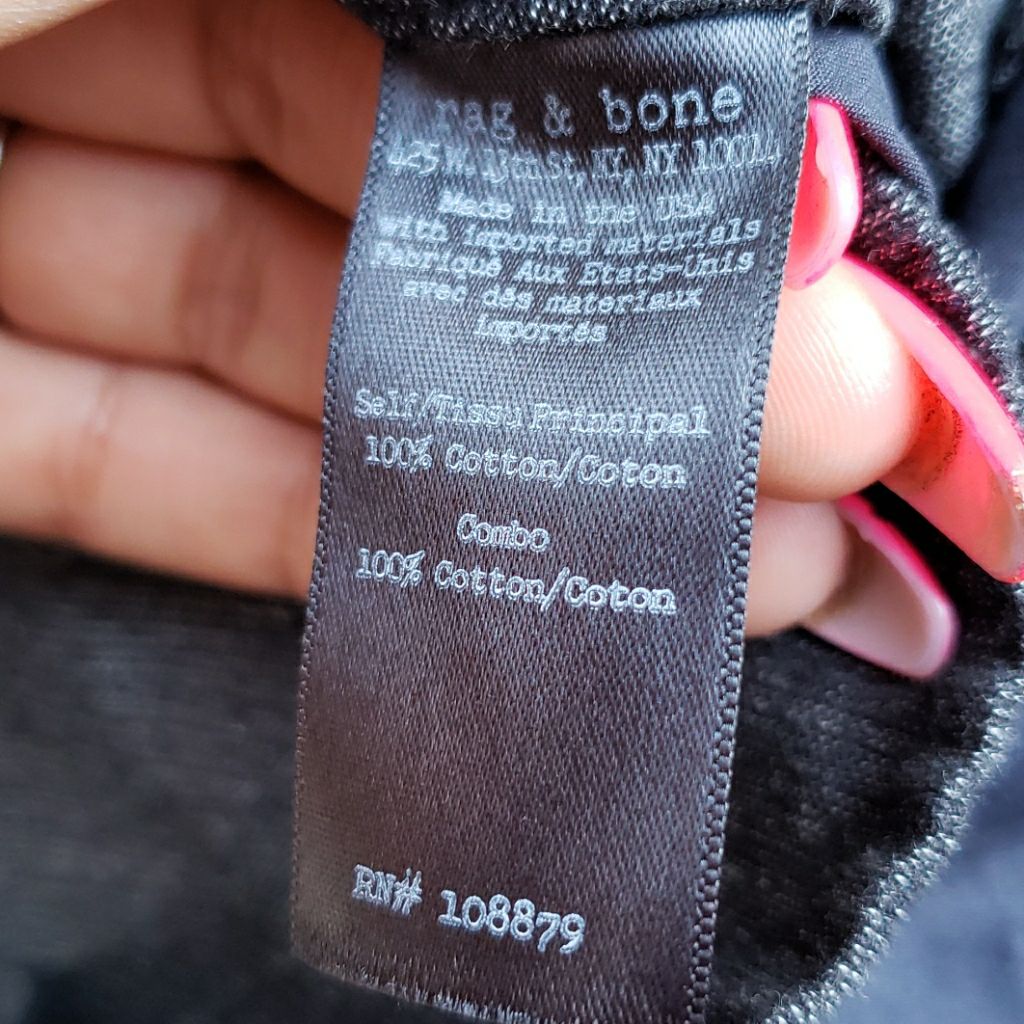 rag & bone
425 W. 13th St, NY, NY 10014
Made in the USA
with imported materials
Fabriqué Aux Etats-Unis
avec des materiaux
importés
Self/Tissu Principal
100% Cotton/Coton
Combo
100% Cotton/Coton
RN# 108879